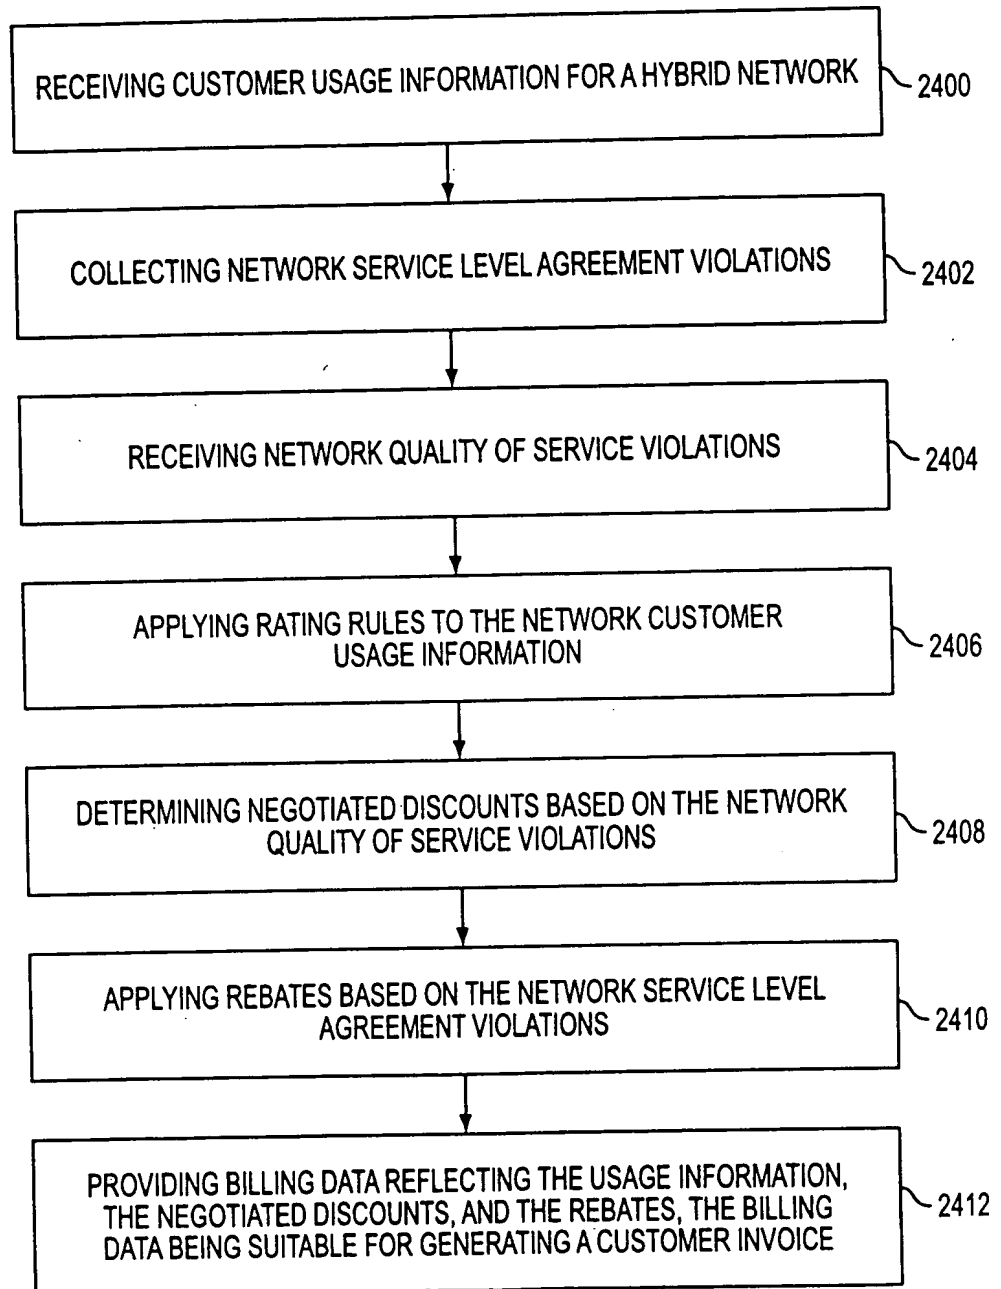 RECEIVING CUSTOMER USAGE INFORMATION FOR A HYBRID NETWORK
2400
COLLECTING NETWORK SERVICE LEVEL AGREEMENT VIOLATIONS
2402
RECEIVING NETWORK QUALITY OF SERVICE VIOLATIONS
2404
APPLYING RATING RULES TO THE NETWORK CUSTOMER
USAGE INFORMATION
2406
DETERMINING NEGOTIATED DISCOUNTS BASED ON THE NETWORK
QUALITY OF SERVICE VIOLATIONS
2408
APPLYING REBATES BASED ON THE NETWORK SERVICE LEVEL
AGREEMENT VIOLATIONS
2410
PROVIDING BILLING DATA REFLECTING THE USAGE INFORMATION,
THE NEGOTIATED DISCOUNTS, AND THE REBATES, THE BILLING
DATA BEING SUITABLE FOR GENERATING A CUSTOMER INVOICE
2412